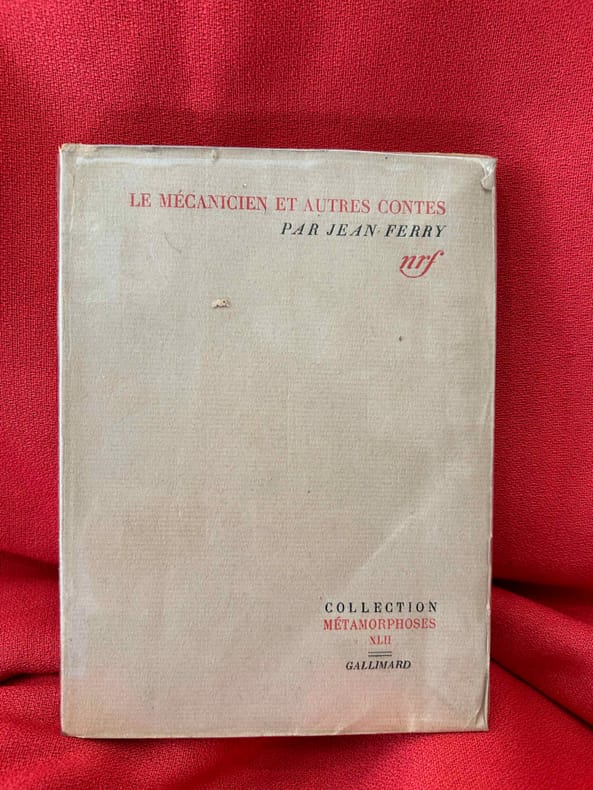 LE MÉCANICIEN ET AUTRES CONTES
PAR JEAN FERRY
nrf
COLLECTION
MÉTAMORPHOSES
XLII
GALLIMARD